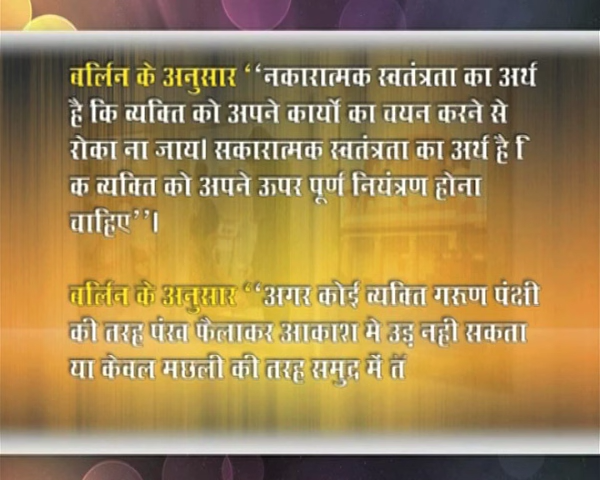 बर्लिन के अनुसार ‘‘नकारात्मक स्वतंत्रता का अर्थ
है कि व्यक्ति को अपने कार्यो का चयन करने से
रोका ना जाय। सकारात्मक स्वतंत्रता का अर्थ है ि
क व्यक्ति को अपने ऊपर पूर्ण नियंत्रण होना
चाहिए’’।
बर्लिन के अनुसार ‘‘अगर कोई व्यक्ति गरूण पंक्षी
की तरह पंख फैलाकर आकाश मे उड़ नही सकता
या केवल मछली की तरह समुद्र में तै